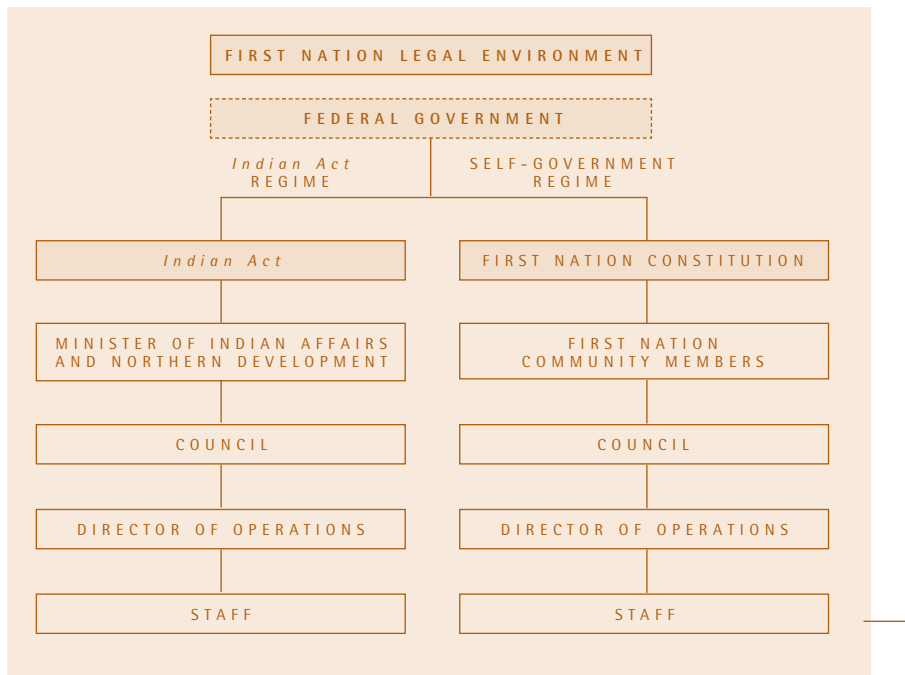 FIRST NATION LEGAL ENVIRONMENT
FEDERAL GOVERNMENT
Indian Act
REGIME
SELF-GOVERNMENT
REGIME
Indian Act
FIRST NATION CONSTITUTION
MINISTER OF INDIAN AFFAIRS
AND NORTHERN DEVELOPMENT
FIRST NATION
COMMUNITY MEMBERS
COUNCIL
COUNCIL
DIRECTOR OF OPERATIONS
DIRECTOR OF OPERATIONS
STAFF
STAFF